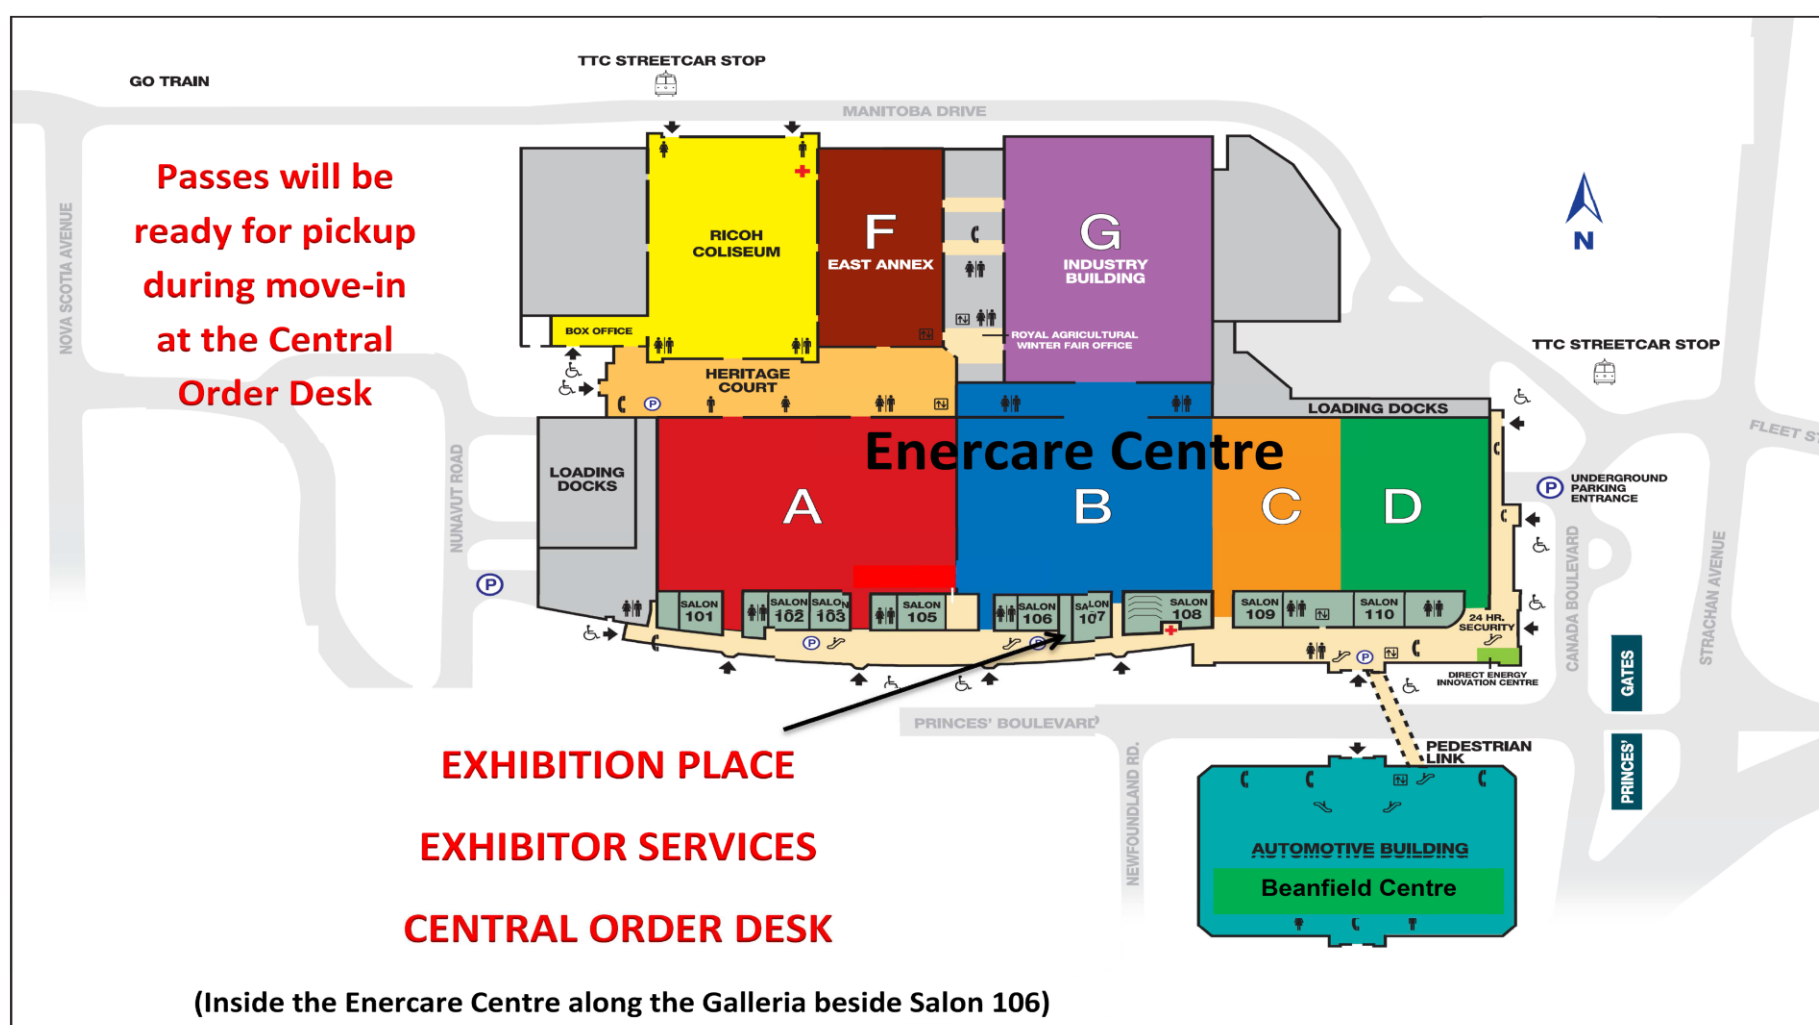 TTC STREETCAR STOP
GO TRAIN
MANITOBA DRIVE
Passes will be
ready for pickup
during move-in
at the Central
Order Desk
NOVA SCOTIA AVENUE
RICOH
COLISEUM
F
EAST ANNEX
G
INDUSTRY
BUILDING
N
BOX OFFICE
ROYAL AGRICULTURAL
WINTER FAIR OFFICE
TTC STREETCAR STOP
HERITAGE
COURT
P
LOADING DOCKS
FLEET ST
Enercare Centre
LOADING
DOCKS
NUNAVUT ROAD
A
B
C
D
P
UNDERGROUND
PARKING
ENTRANCE
P
CANADA BOULEVARD
STRACHAN AVENUE
SALON
101
SALON
102
SALON
103
SALON
105
SALON
106
SALON
107
SALON
108
SALON
109
SALON
110
24 HR.
SECURITY
P
P
P
DIRECT ENERGY
INNOVATION CENTRE
GATES
PRINCES'
PRINCES' BOULEVARD
NEWFOUNDLAND RD.
PEDESTRIAN
LINK
EXHIBITION PLACE
EXHIBITOR SERVICES
CENTRAL ORDER DESK
AUTOMOTIVE BUILDING
Beanfield Centre
(Inside the Enercare Centre along the Galleria beside Salon 106)